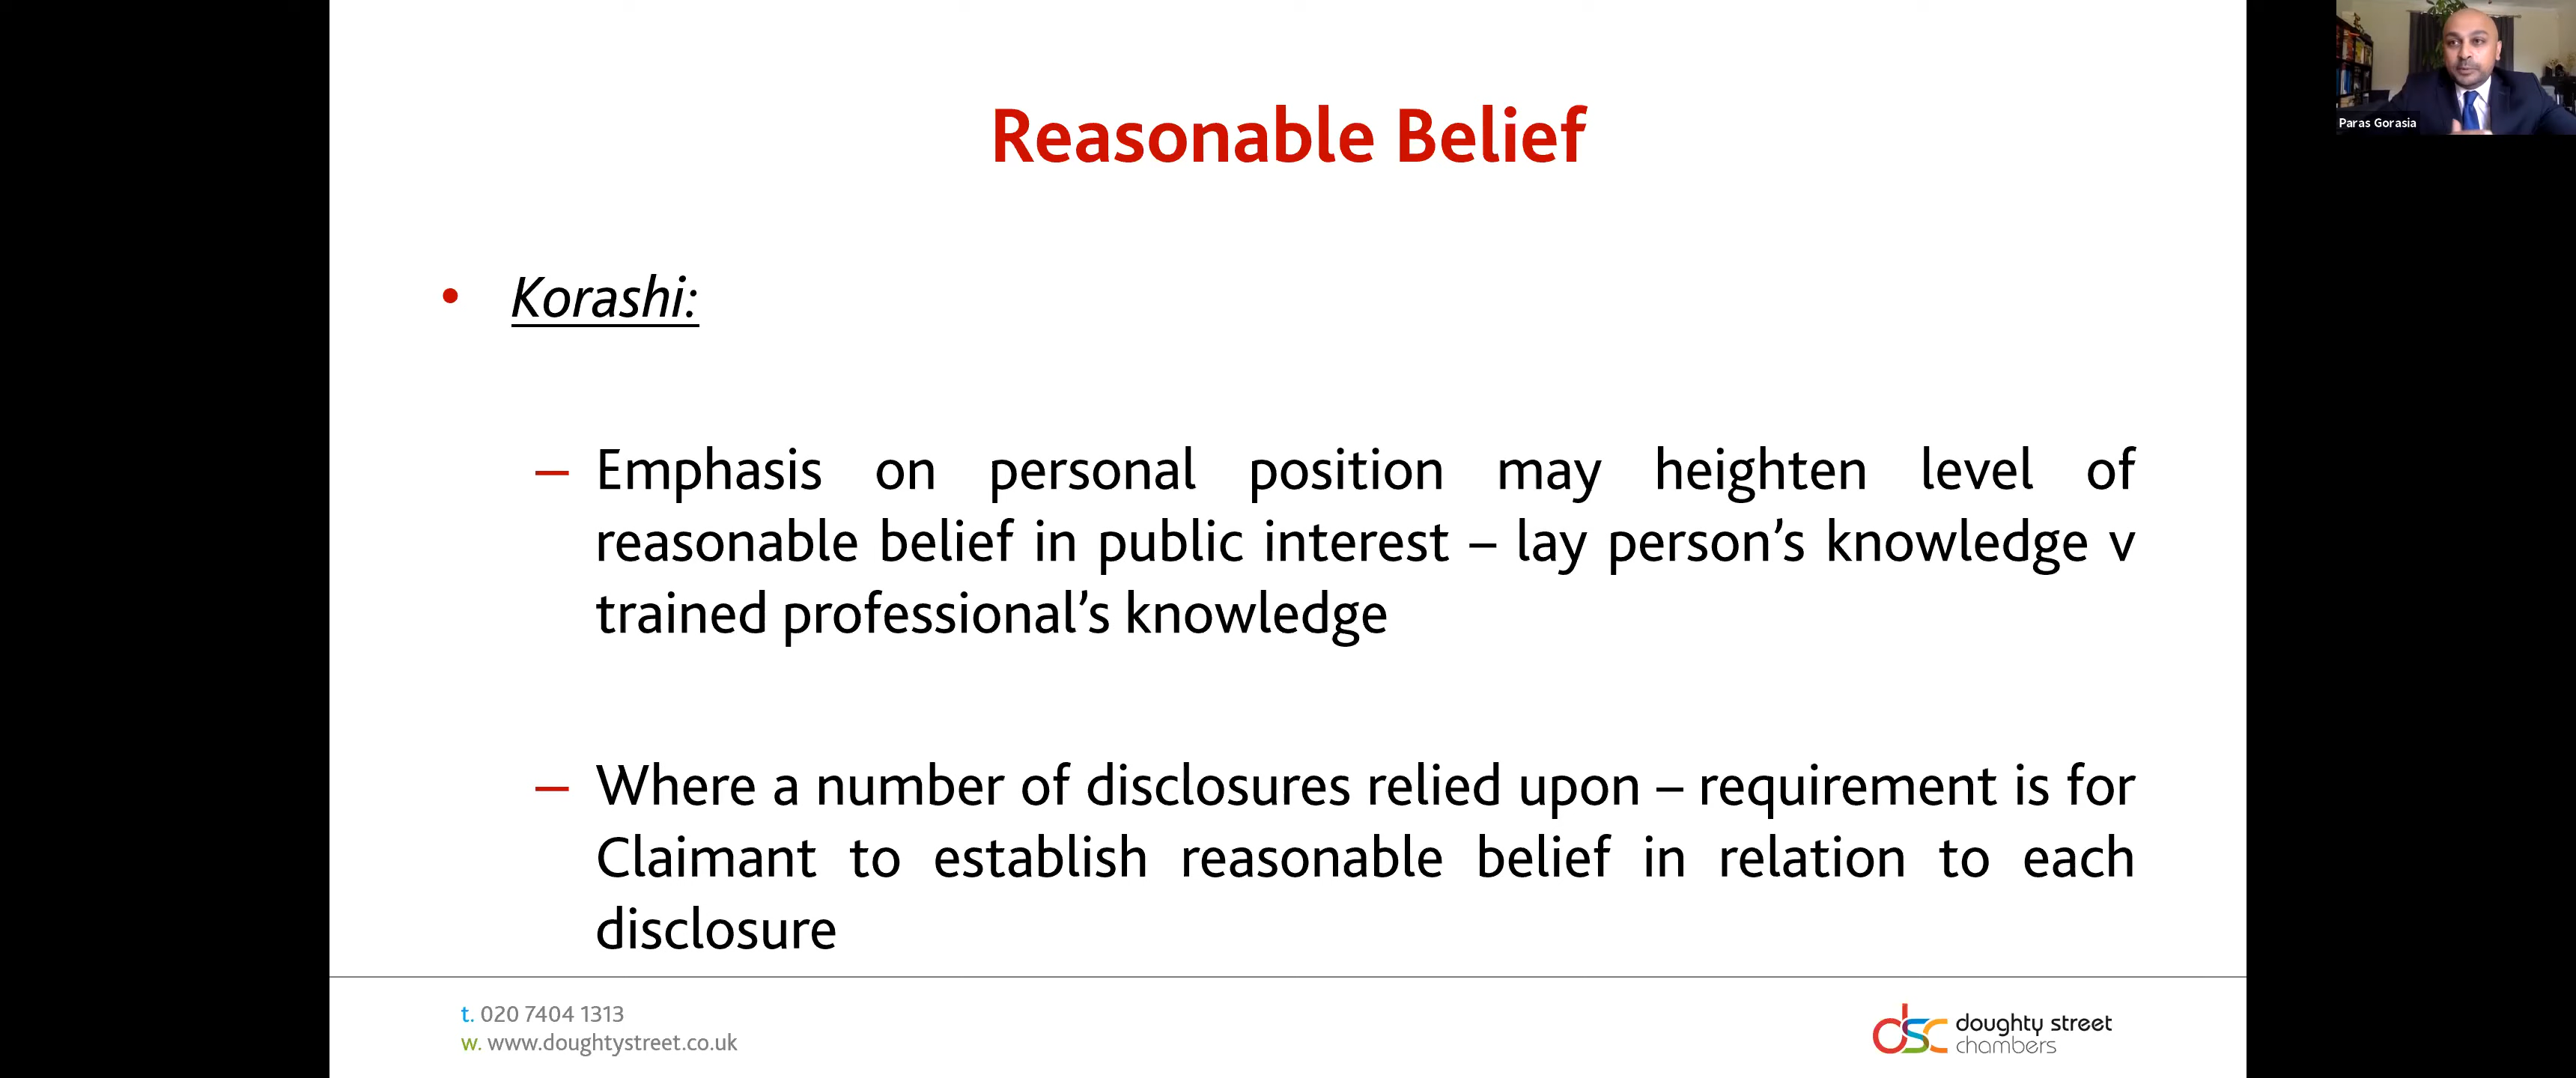 Reasonable Belief
Paras Gorasia
• Korashi:
– Emphasis on personal position may heighten level of
reasonable belief in public interest – lay person’s knowledge v
trained professional’s knowledge
– Where a number of disclosures relied upon – requirement is for
Claimant to establish reasonable belief in relation to each
disclosure
t. 020 7404 1313
w. www.doughtystreet.co.uk
dsc doughty street
chambers